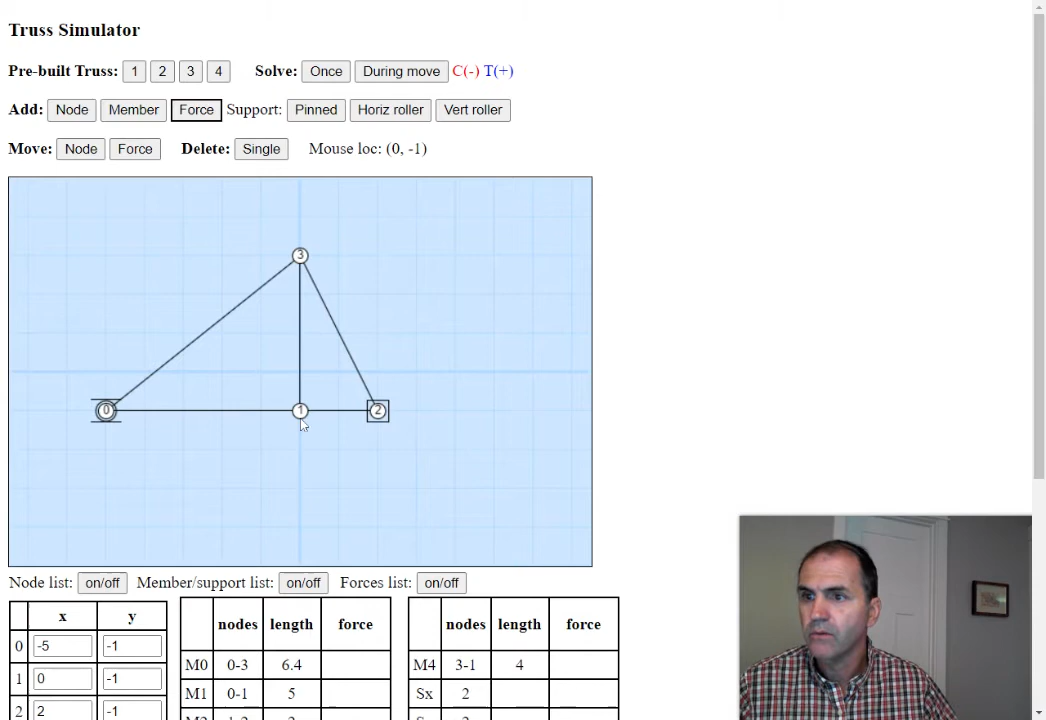 Truss Simulator
Pre-built Truss: 1 2 3 4 Solve: Once During move C(-) T(+)
Add: Node Member Force Support: Pinned Horiz roller Vert roller
Move: Node Force Delete: Single Mouse loc: (0, -1)
3
0 1 2
Node list: on/off Member/support list: on/off Forces list: on/off
x y nodes length force nodes length force
0 -5 -1 M0 0-3 6.4 M4 3-1 4
1 0 -1 M1 0-1 5 Sx 2
2 2 -1